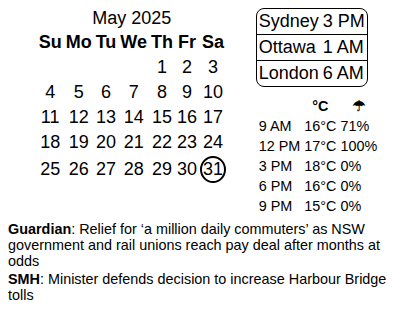 May 2025
Su Mo Tu We Th Fr Sa
1 2 3
4 5 6 7 8 9 10
11 12 13 14 15 16 17
18 19 20 21 22 23 24
25 26 27 28 29 30 31
Sydney 3 PM
Ottawa 1 AM
London 6 AM
°C ☂
9 AM 16°C 71%
12 PM 17°C 100%
3 PM 18°C 0%
6 PM 16°C 0%
9 PM 15°C 0%
Guardian: Relief for ‘a million daily commuters’ as NSW
government and rail unions reach pay deal after months at
odds
SMH: Minister defends decision to increase Harbour Bridge
tolls